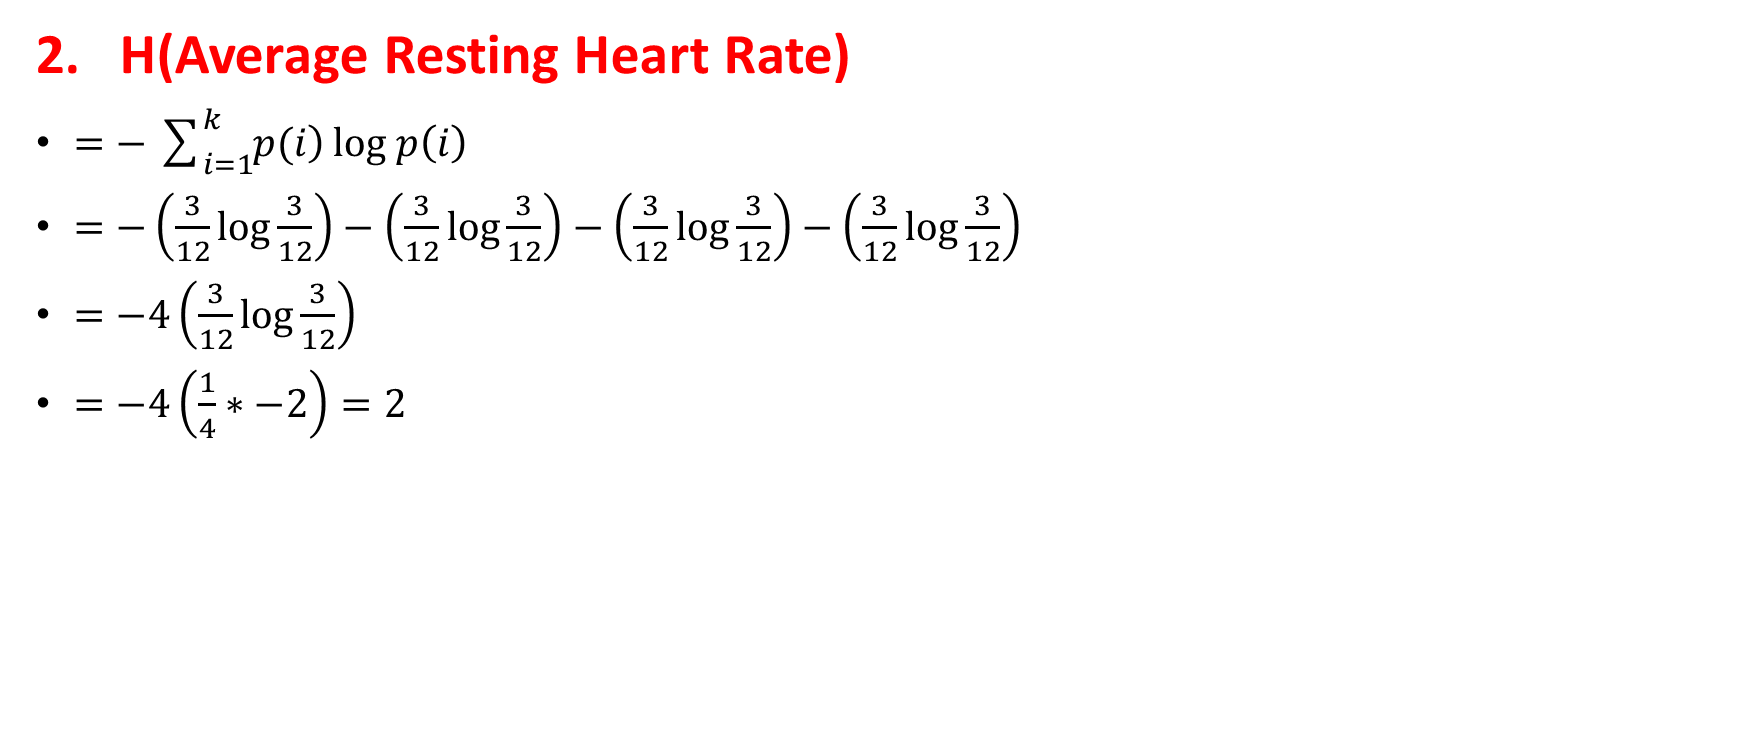 2. H(Average Resting Heart Rate)
• = − ∑_{i=1}^{k} p(i) log p(i)
• = − (3/12 log 3/12) − (3/12 log 3/12) − (3/12 log 3/12) − (3/12 log 3/12)
• = −4 (3/12 log 3/12)
• = −4 (1/4 ∗ −2) = 2